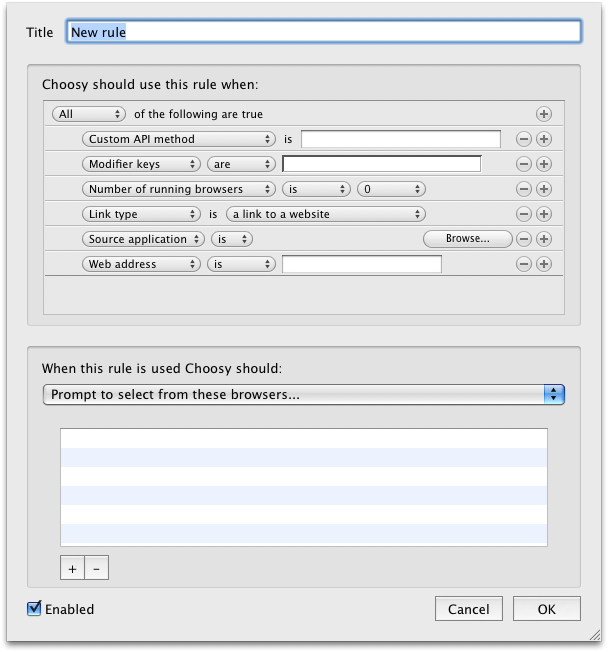 Title New rule
Choosy should use this rule when:
All of the following are true
Custom API method is
Modifier keys are
Number of running browsers is 0
Link type is a link to a website
Source application is Browse...
Web address is
When this rule is used Choosy should:
Prompt to select from these browsers...
+ -
Enabled Cancel OK